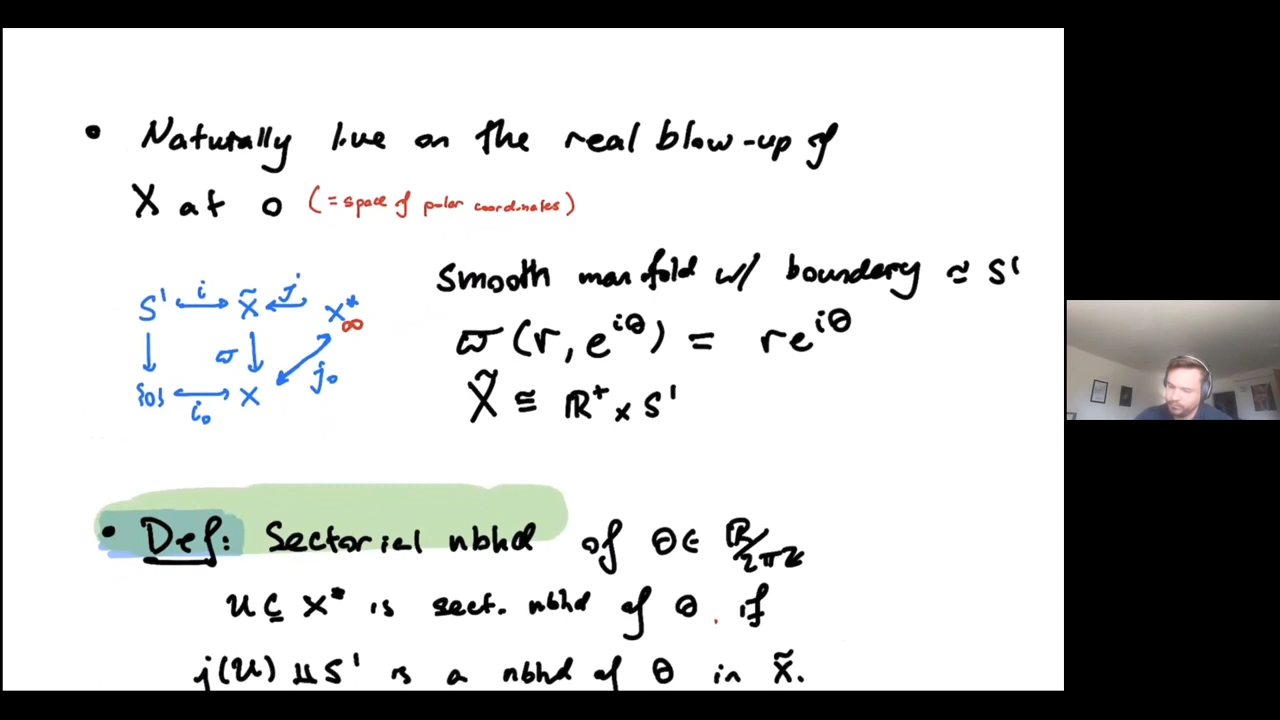 • Naturally live on the real blow-up of
X at 0 (= space of polar coordinates)
Smooth manifold w/ boundary ≃ S¹
S¹ i X̃ j X*
∞
ϖ (r, e^{iθ}) = re^{iθ}
ϖ j₀
{0} i₀ X
X̃ ≅ ℝ⁺ × S¹
• Def: Sectorial nbhd of θ ∈ ℝ/2πℤ
U ⊆ X* is sect. nbhd of θ if
j(U) ⨿ S¹ is a nbhd of θ in X̃.